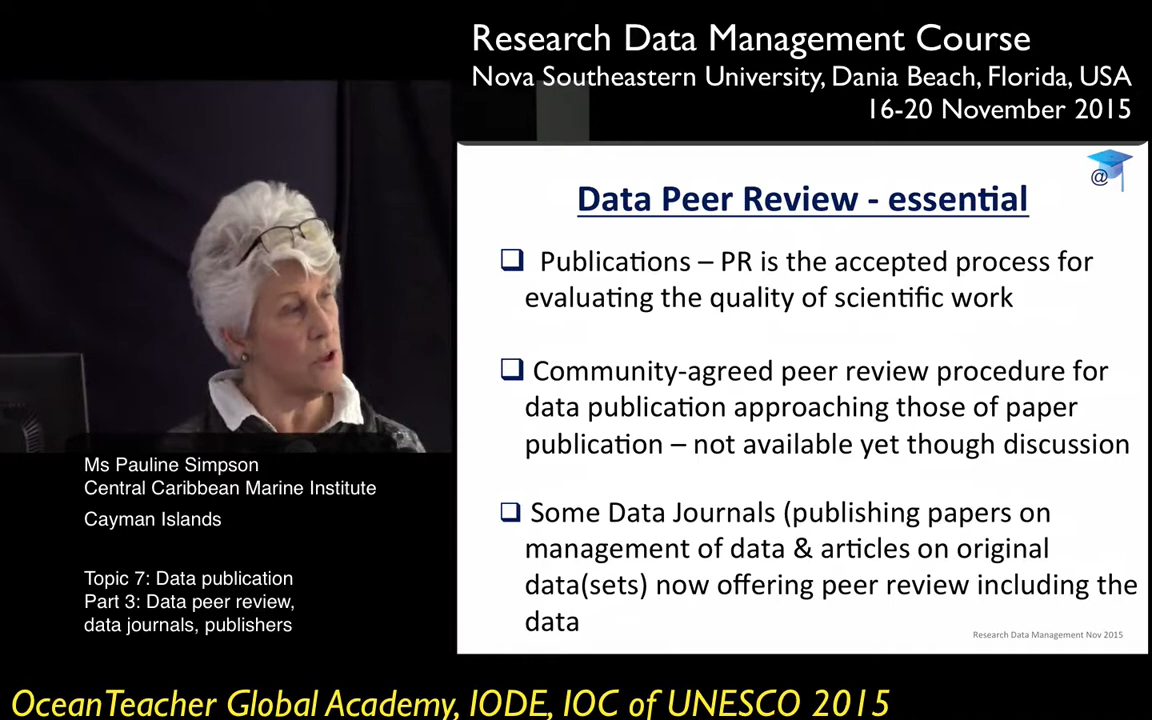 Research Data Management Course
Nova Southeastern University, Dania Beach, Florida, USA
16-20 November 2015
@
Data Peer Review - essential
Publications – PR is the accepted process for
evaluating the quality of scientific work
Community-agreed peer review procedure for
data publication approaching those of paper
publication – not available yet though discussion
Some Data Journals (publishing papers on
management of data & articles on original
data(sets) now offering peer review including the
data
Research Data Management Nov 2015
Ms Pauline Simpson
Central Caribbean Marine Institute
Cayman Islands
Topic 7: Data publication
Part 3: Data peer review,
data journals, publishers
OceanTeacher Global Academy, IODE, IOC of UNESCO 2015